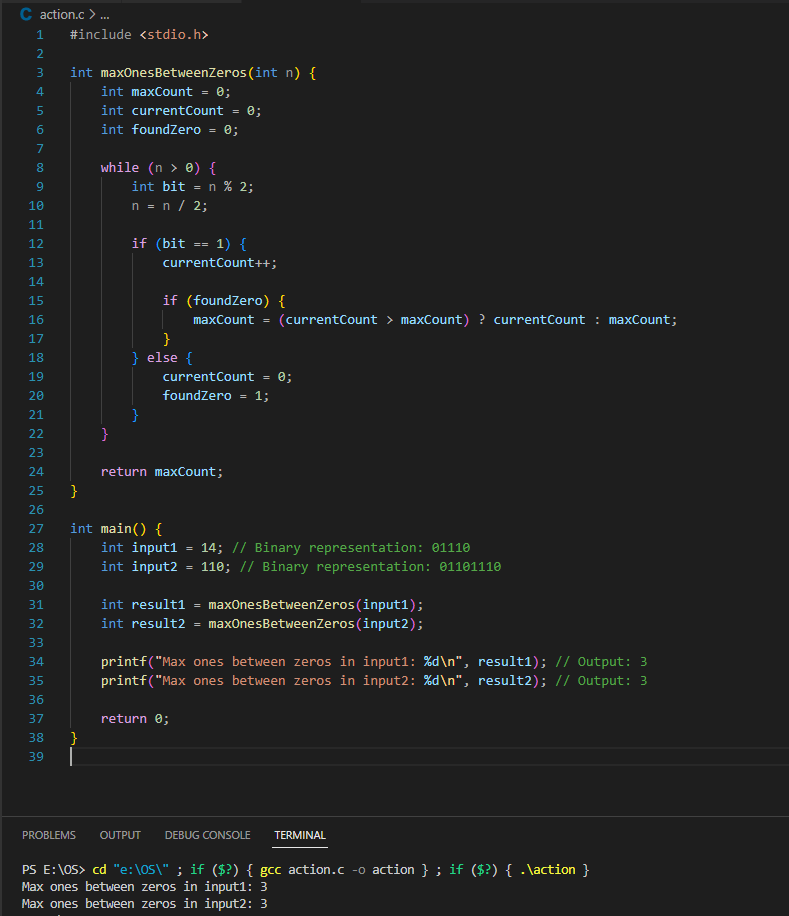 action.c > ...
1 #include <stdio.h>
2
3 int maxOnesBetweenZeros(int n) {
4     int maxCount = 0;
5     int currentCount = 0;
6     int foundZero = 0;
7
8     while (n > 0) {
9         int bit = n % 2;
10         n = n / 2;
11
12         if (bit == 1) {
13             currentCount++;
14
15             if (foundZero) {
16                 maxCount = (currentCount > maxCount) ? currentCount : maxCount;
17             }
18         } else {
19             currentCount = 0;
20             foundZero = 1;
21         }
22     }
23
24     return maxCount;
25 }
26
27 int main() {
28     int input1 = 14; // Binary representation: 01110
29     int input2 = 110; // Binary representation: 01101110
30
31     int result1 = maxOnesBetweenZeros(input1);
32     int result2 = maxOnesBetweenZeros(input2);
33
34     printf("Max ones between zeros in input1: %d\n", result1); // Output: 3
35     printf("Max ones between zeros in input2: %d\n", result2); // Output: 3
36
37     return 0;
38 }
39
PROBLEMS OUTPUT DEBUG CONSOLE TERMINAL
PS E:\OS> cd "e:\OS\" ; if ($?) { gcc action.c -o action } ; if ($?) { .\action }
Max ones between zeros in input1: 3
Max ones between zeros in input2: 3